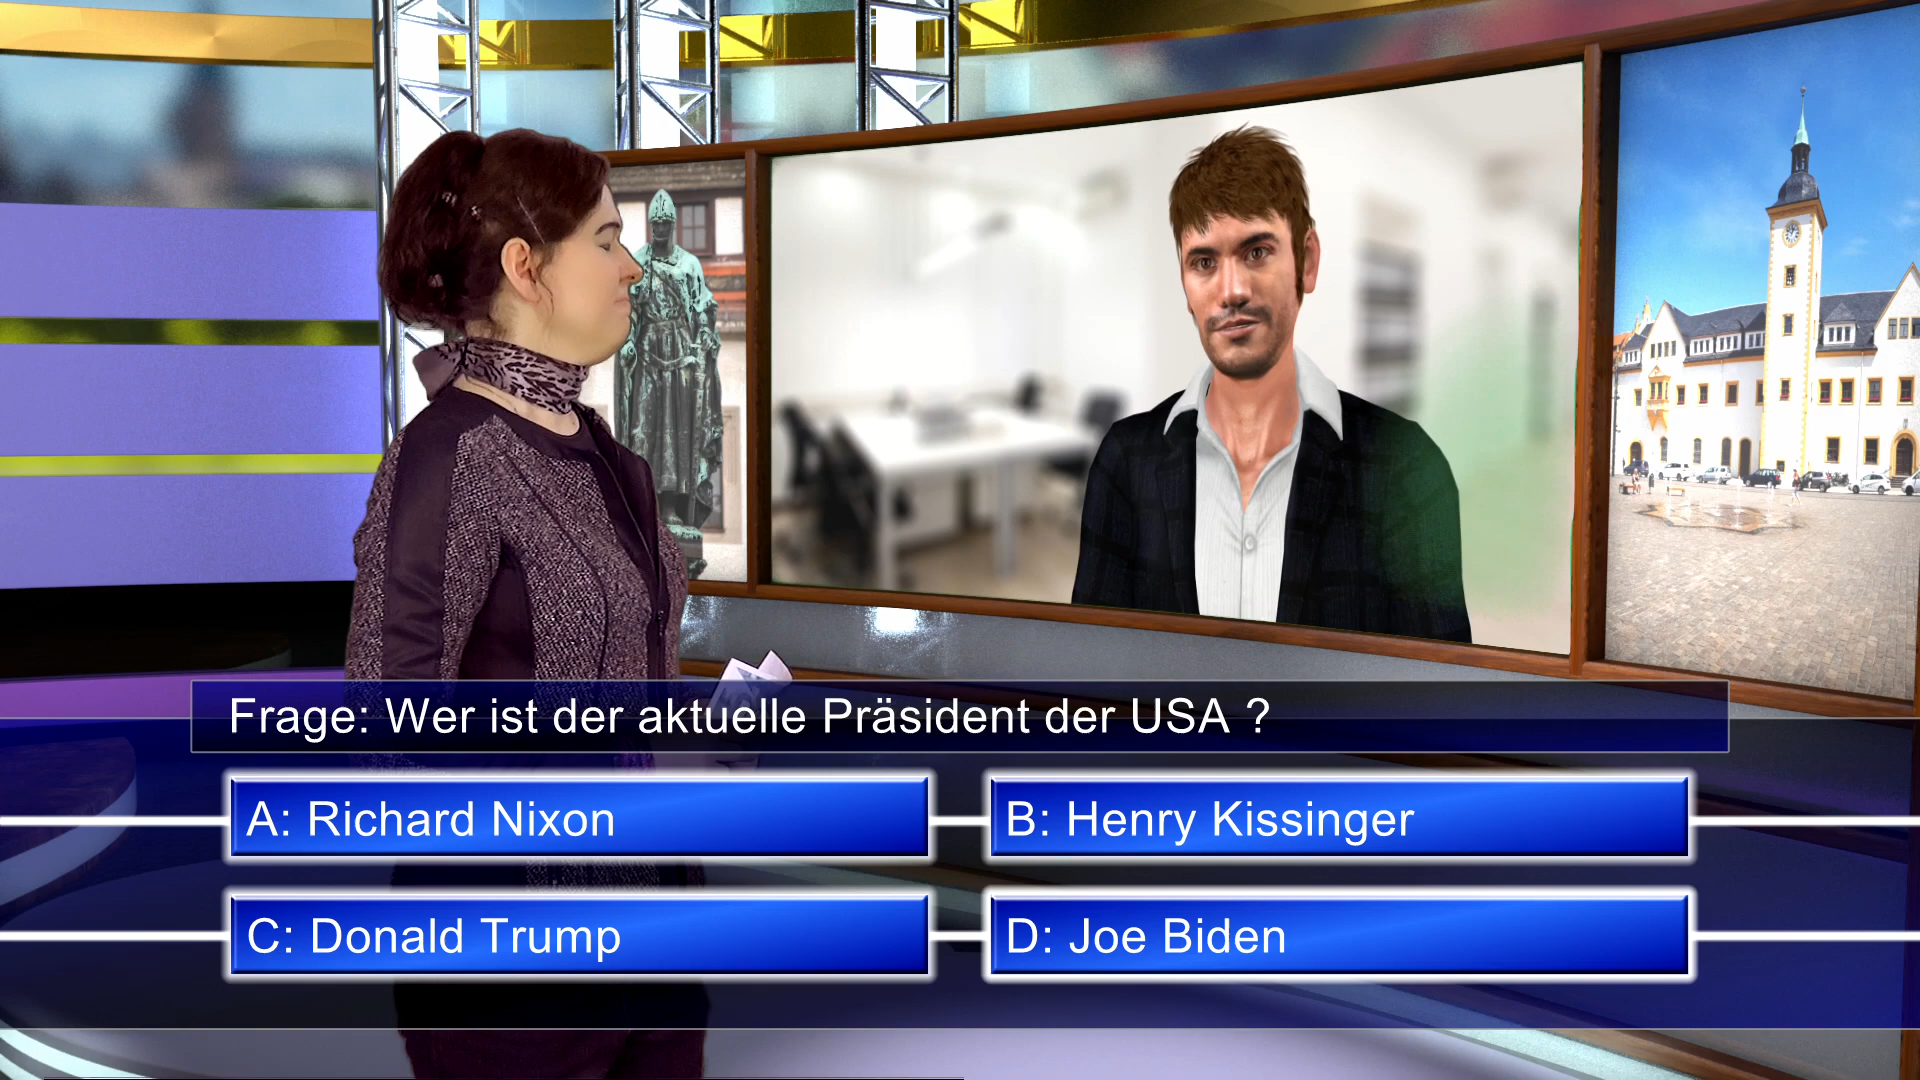 Frage: Wer ist der aktuelle Präsident der USA ?
A: Richard Nixon
B: Henry Kissinger
C: Donald Trump
D: Joe Biden